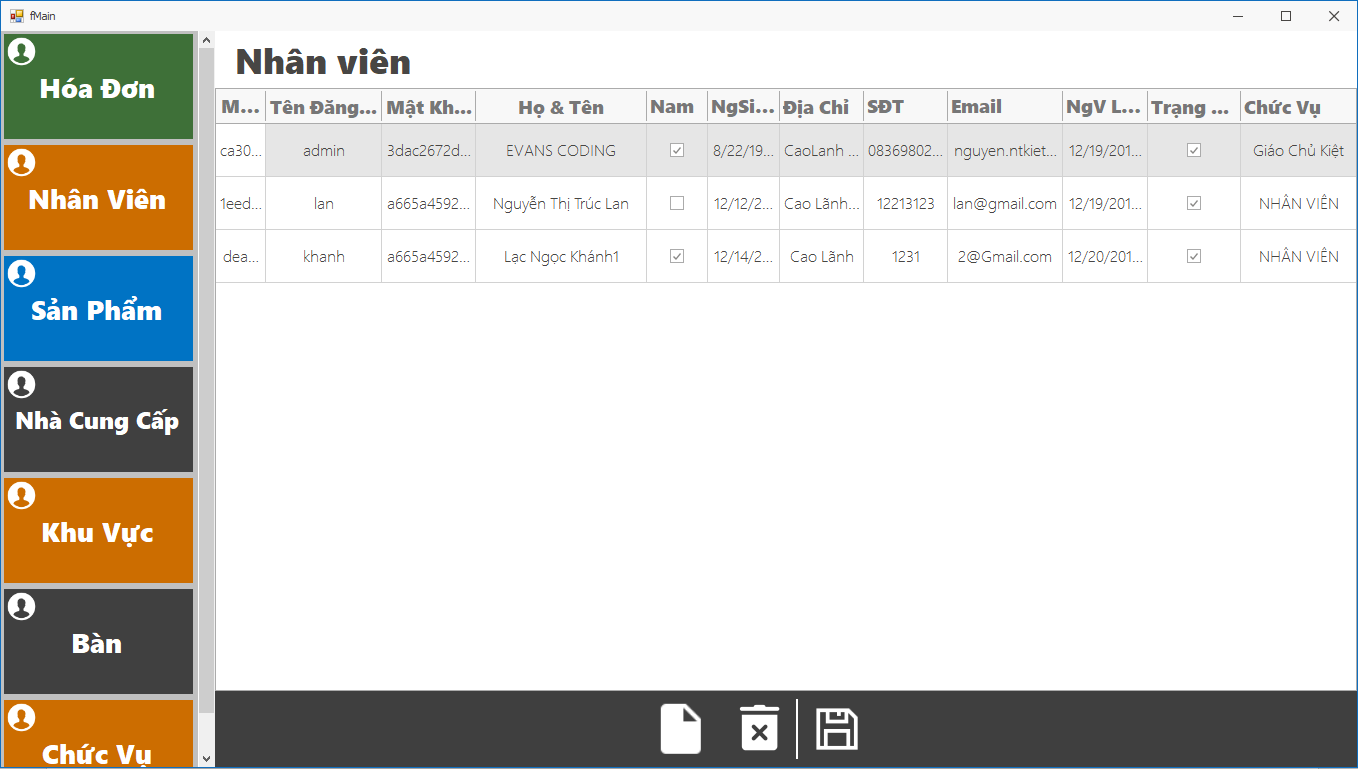 fMain
Hóa Đơn
Nhân Viên
Sản Phẩm
Nhà Cung Cấp
Khu Vực
Bàn
Chức Vụ
Nhân viên
M... Tên Đăng... Mật Kh... Họ & Tên Nam NgSi... Địa Chỉ SĐT Email NgV L... Trạng ... Chức Vụ
ca30... admin 3dac2672d... EVANS CODING 8/22/19... CaoLanh ... 08369802... nguyen.ntkiet... 12/19/201... Giáo Chủ Kiệt
1eed... lan a665a4592... Nguyễn Thị Trúc Lan 12/12/2... Cao Lãnh... 12213123 lan@gmail.com 12/19/201... NHÂN VIÊN
dea... khanh a665a4592... Lạc Ngọc Khánh1 12/14/2... Cao Lãnh 1231 2@Gmail.com 12/20/201... NHÂN VIÊN